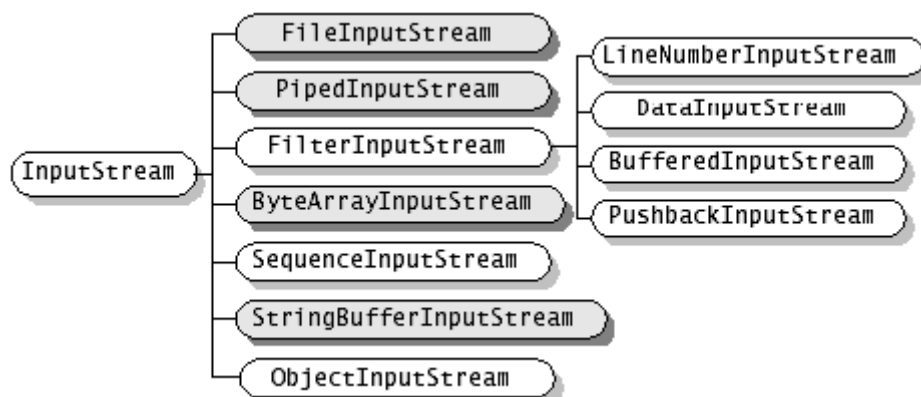 FileInputStream
PipedInputStream
FilterInputStream
InputStream
ByteArrayInputStream
SequenceInputStream
StringBufferInputStream
ObjectInputStream
LineNumberInputStream
DataInputStream
BufferedInputStream
PushbackInputStream